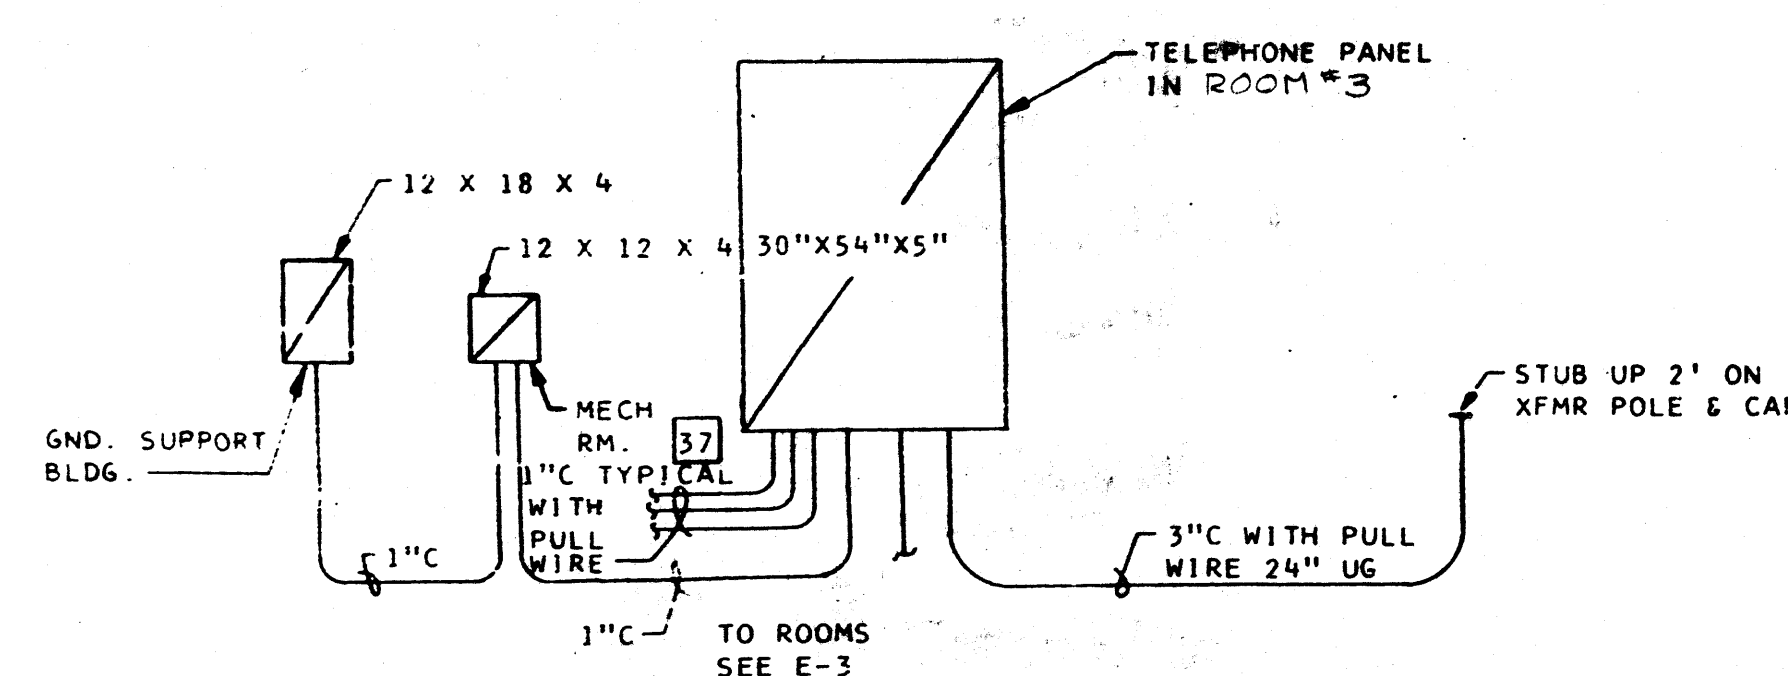 TELEPHONE PANEL
IN ROOM #3
12 X 18 X 4
12 X 12 X 4
30"X54"X5"
STUB UP 2' ON
XFMR POLE &
MECH
RM.
37
GND. SUPPORT
BLDG.
1"C TYPICAL
WITH
PULL
WIRE
1"C
3"C WITH PULL
WIRE 24" UG
1"C
TO ROOMS
SEE E-3